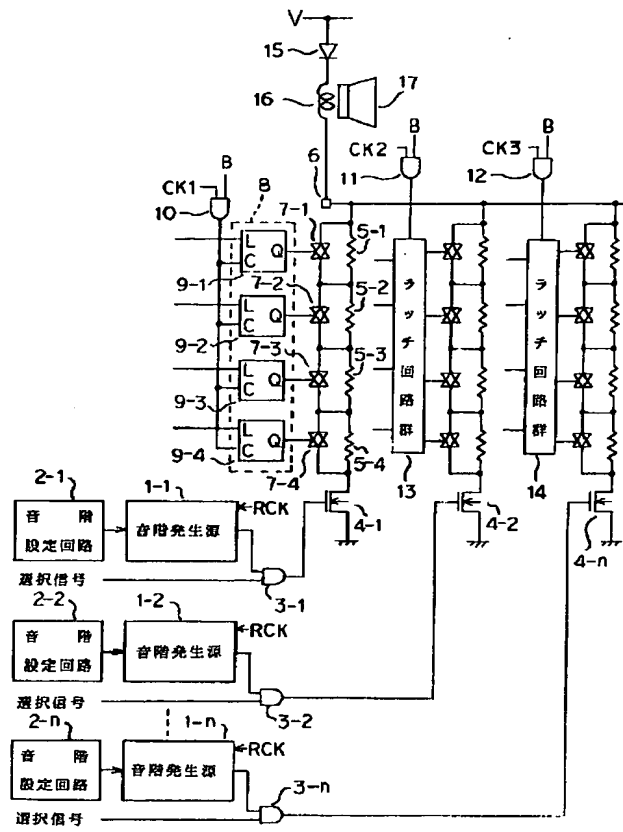 V
15
16
17
B
CK2
11
B
CK3
12
6
B
CK1
10
8
7-1
5-1
L
C
Q
9-1
7-2
5-2
L
C
Q
9-2
7-3
5-3
L
C
Q
9-3
7-4
5-4
L
C
Q
9-4
ラッチ回路群
13
ラッチ回路群
14
4-1
4-2
4-n
2-1
音階
設定回路
1-1
音階発生源
RCK
選択信号
3-1
2-2
音階
設定回路
1-2
音階発生源
RCK
選択信号
3-2
2-n
音階
設定回路
1-n
音階発生源
RCK
選択信号
3-n